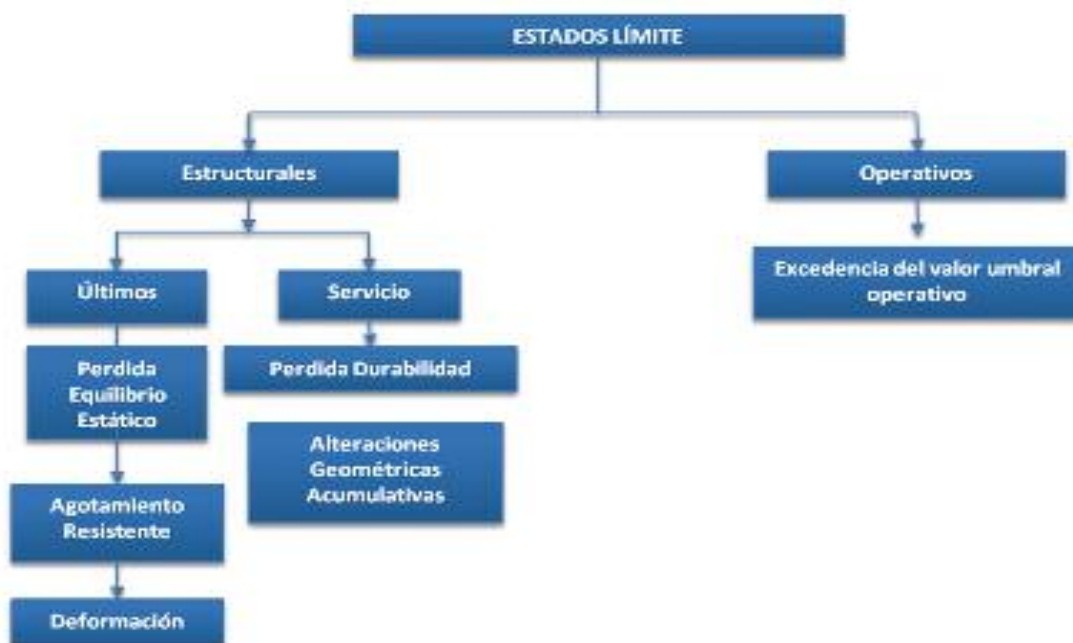 ESTADOS LÍMITE
Estructurales
Operativos
Últimos
Servicio
Excedencia del valor umbral
operativo
Perdida
Equilibrio
Estático
Perdida Durabilidad
Alteraciones
Geométricas
Acumulativas
Agotamiento
Resistente
Deformación